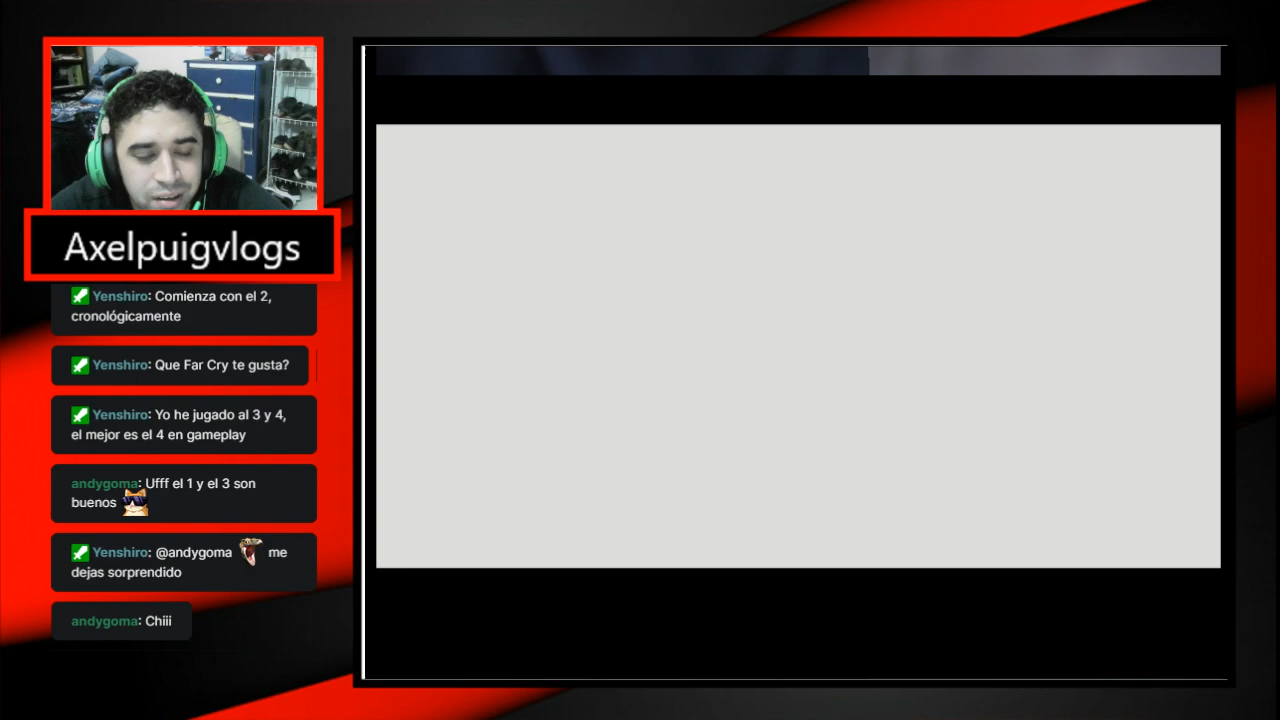 Axelpuigvlogs
Yenshiro: Comienza con el 2,
cronológicamente
Yenshiro: Que Far Cry te gusta?
Yenshiro: Yo he jugado al 3 y 4,
el mejor es el 4 en gameplay
andygoma: Ufff el 1 y el 3 son
buenos
Yenshiro: @andygoma me
dejas sorprendido
andygoma: Chiii